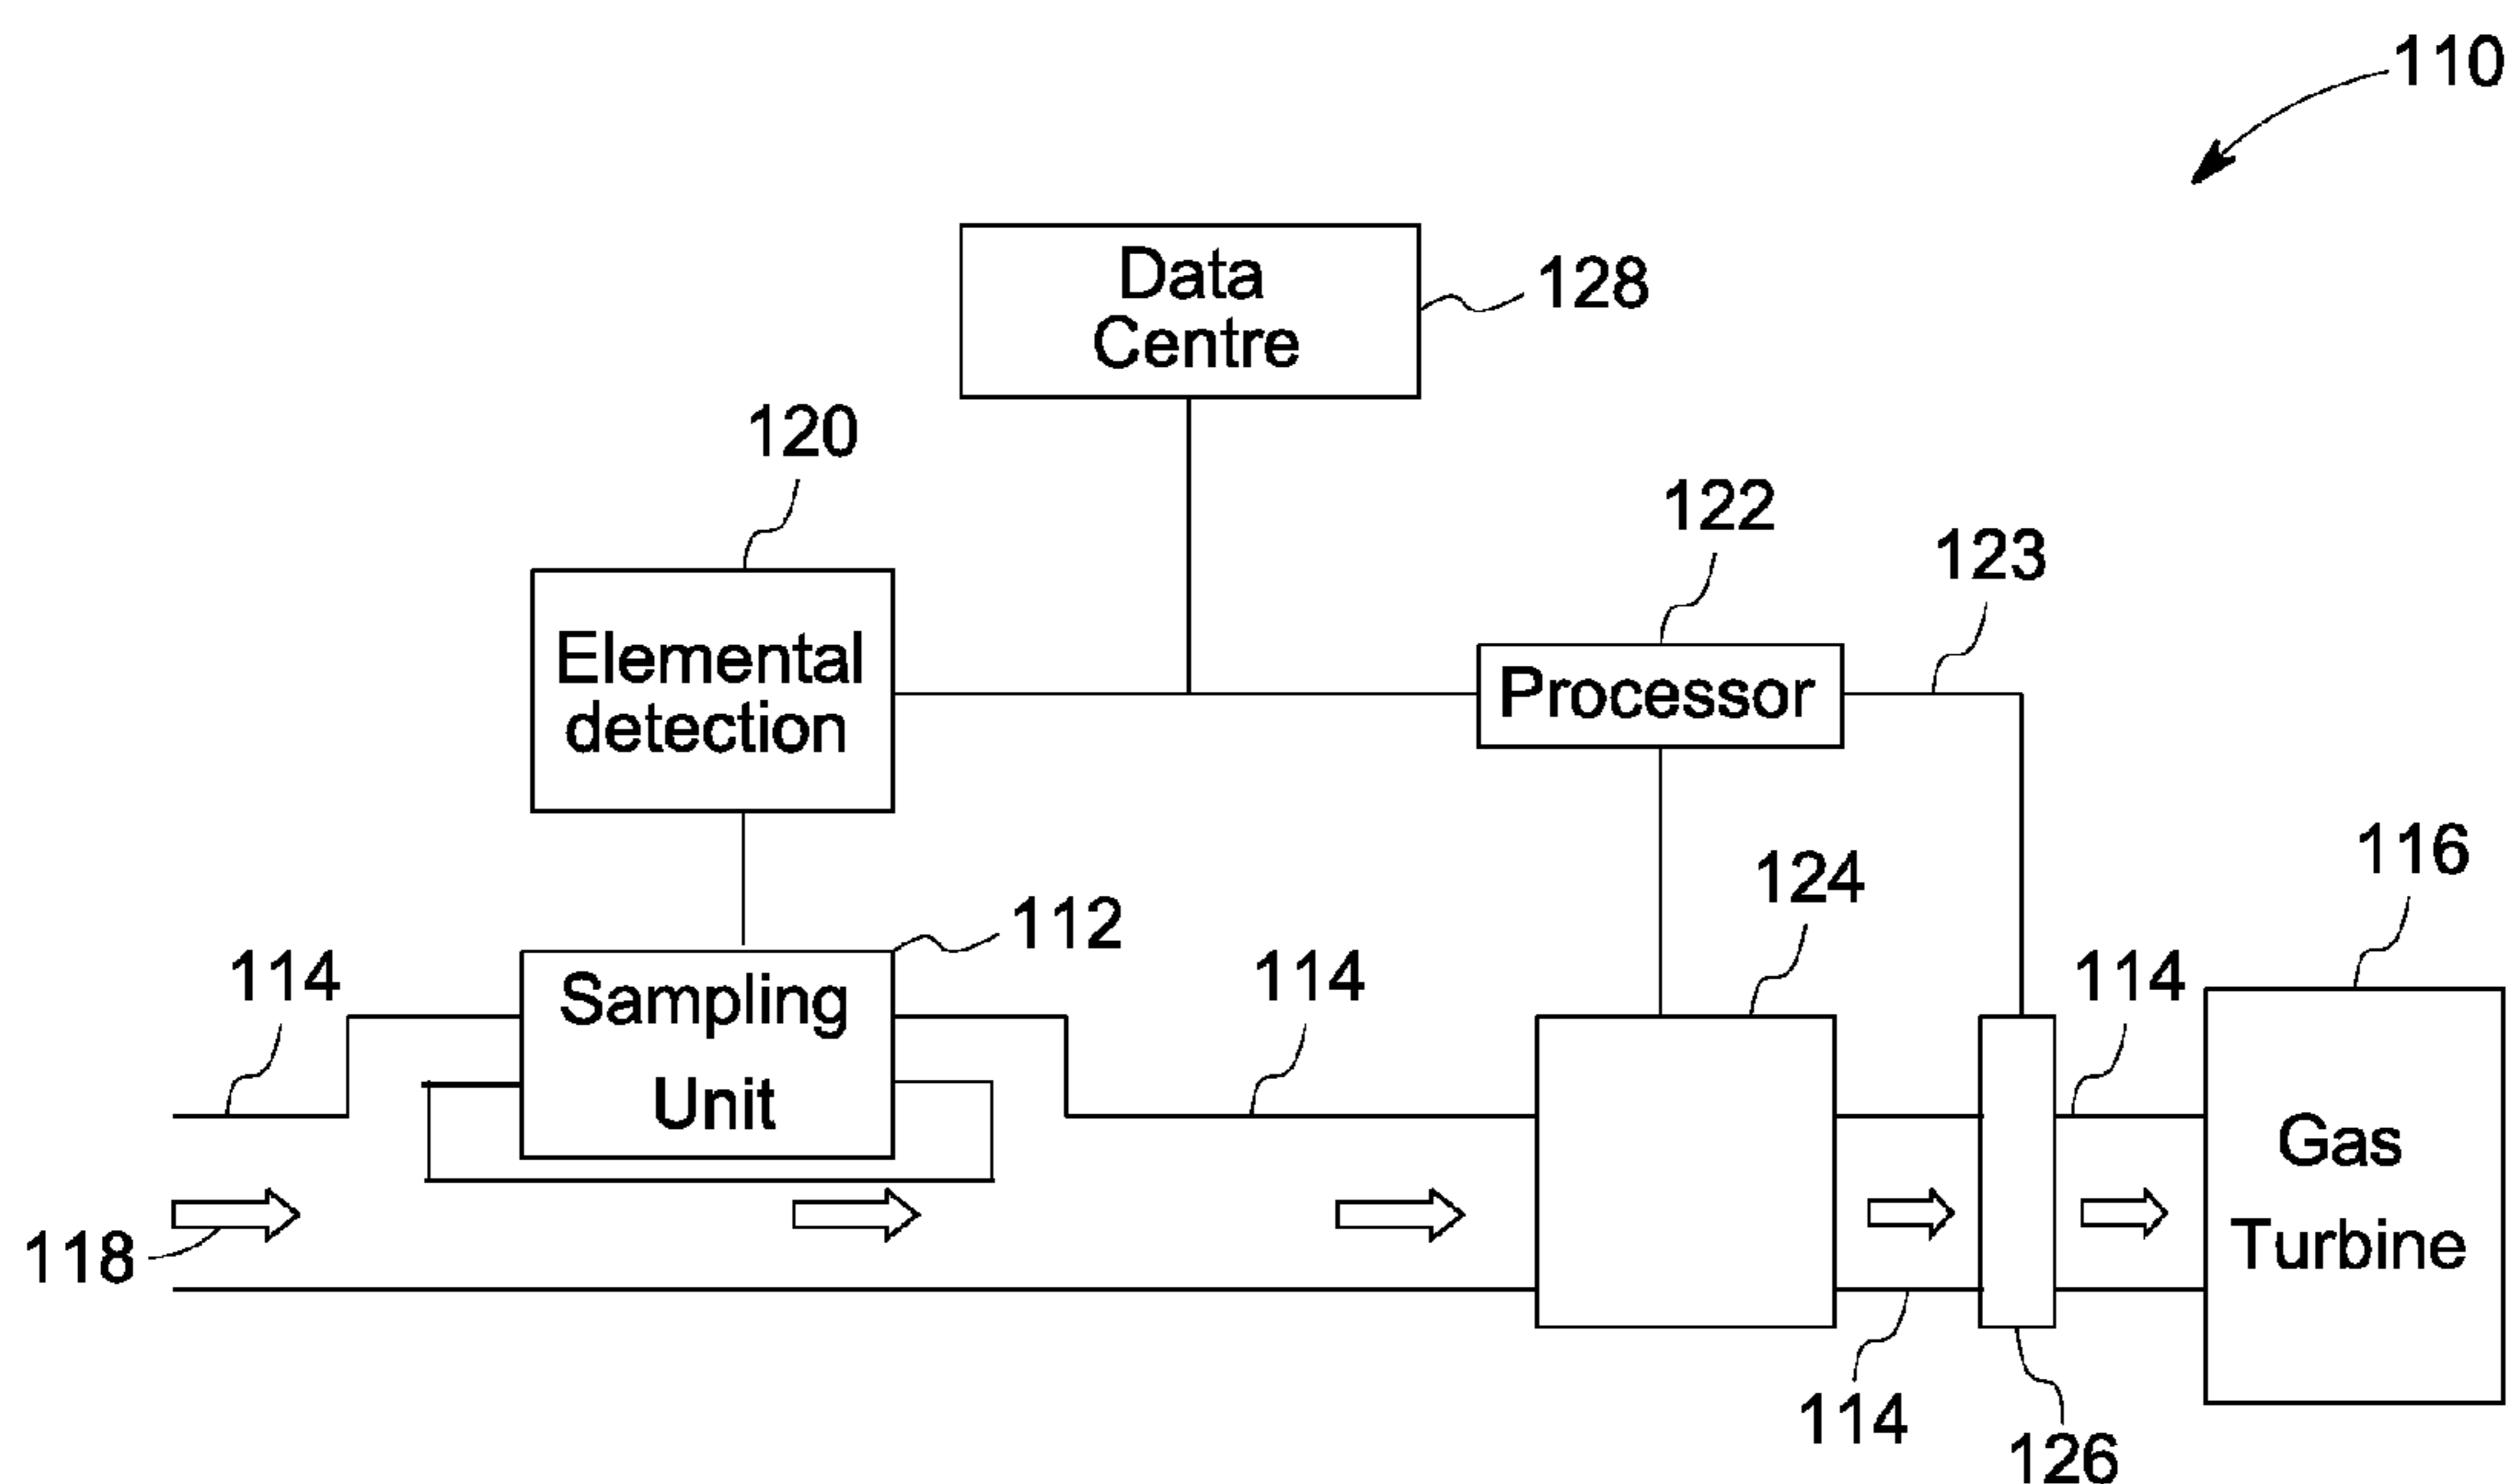 110
Data
Centre
128
120
122
123
Elemental
detection
Processor
116
124
112
114
114
114
Sampling
Unit
Gas
Turbine
118
114
126